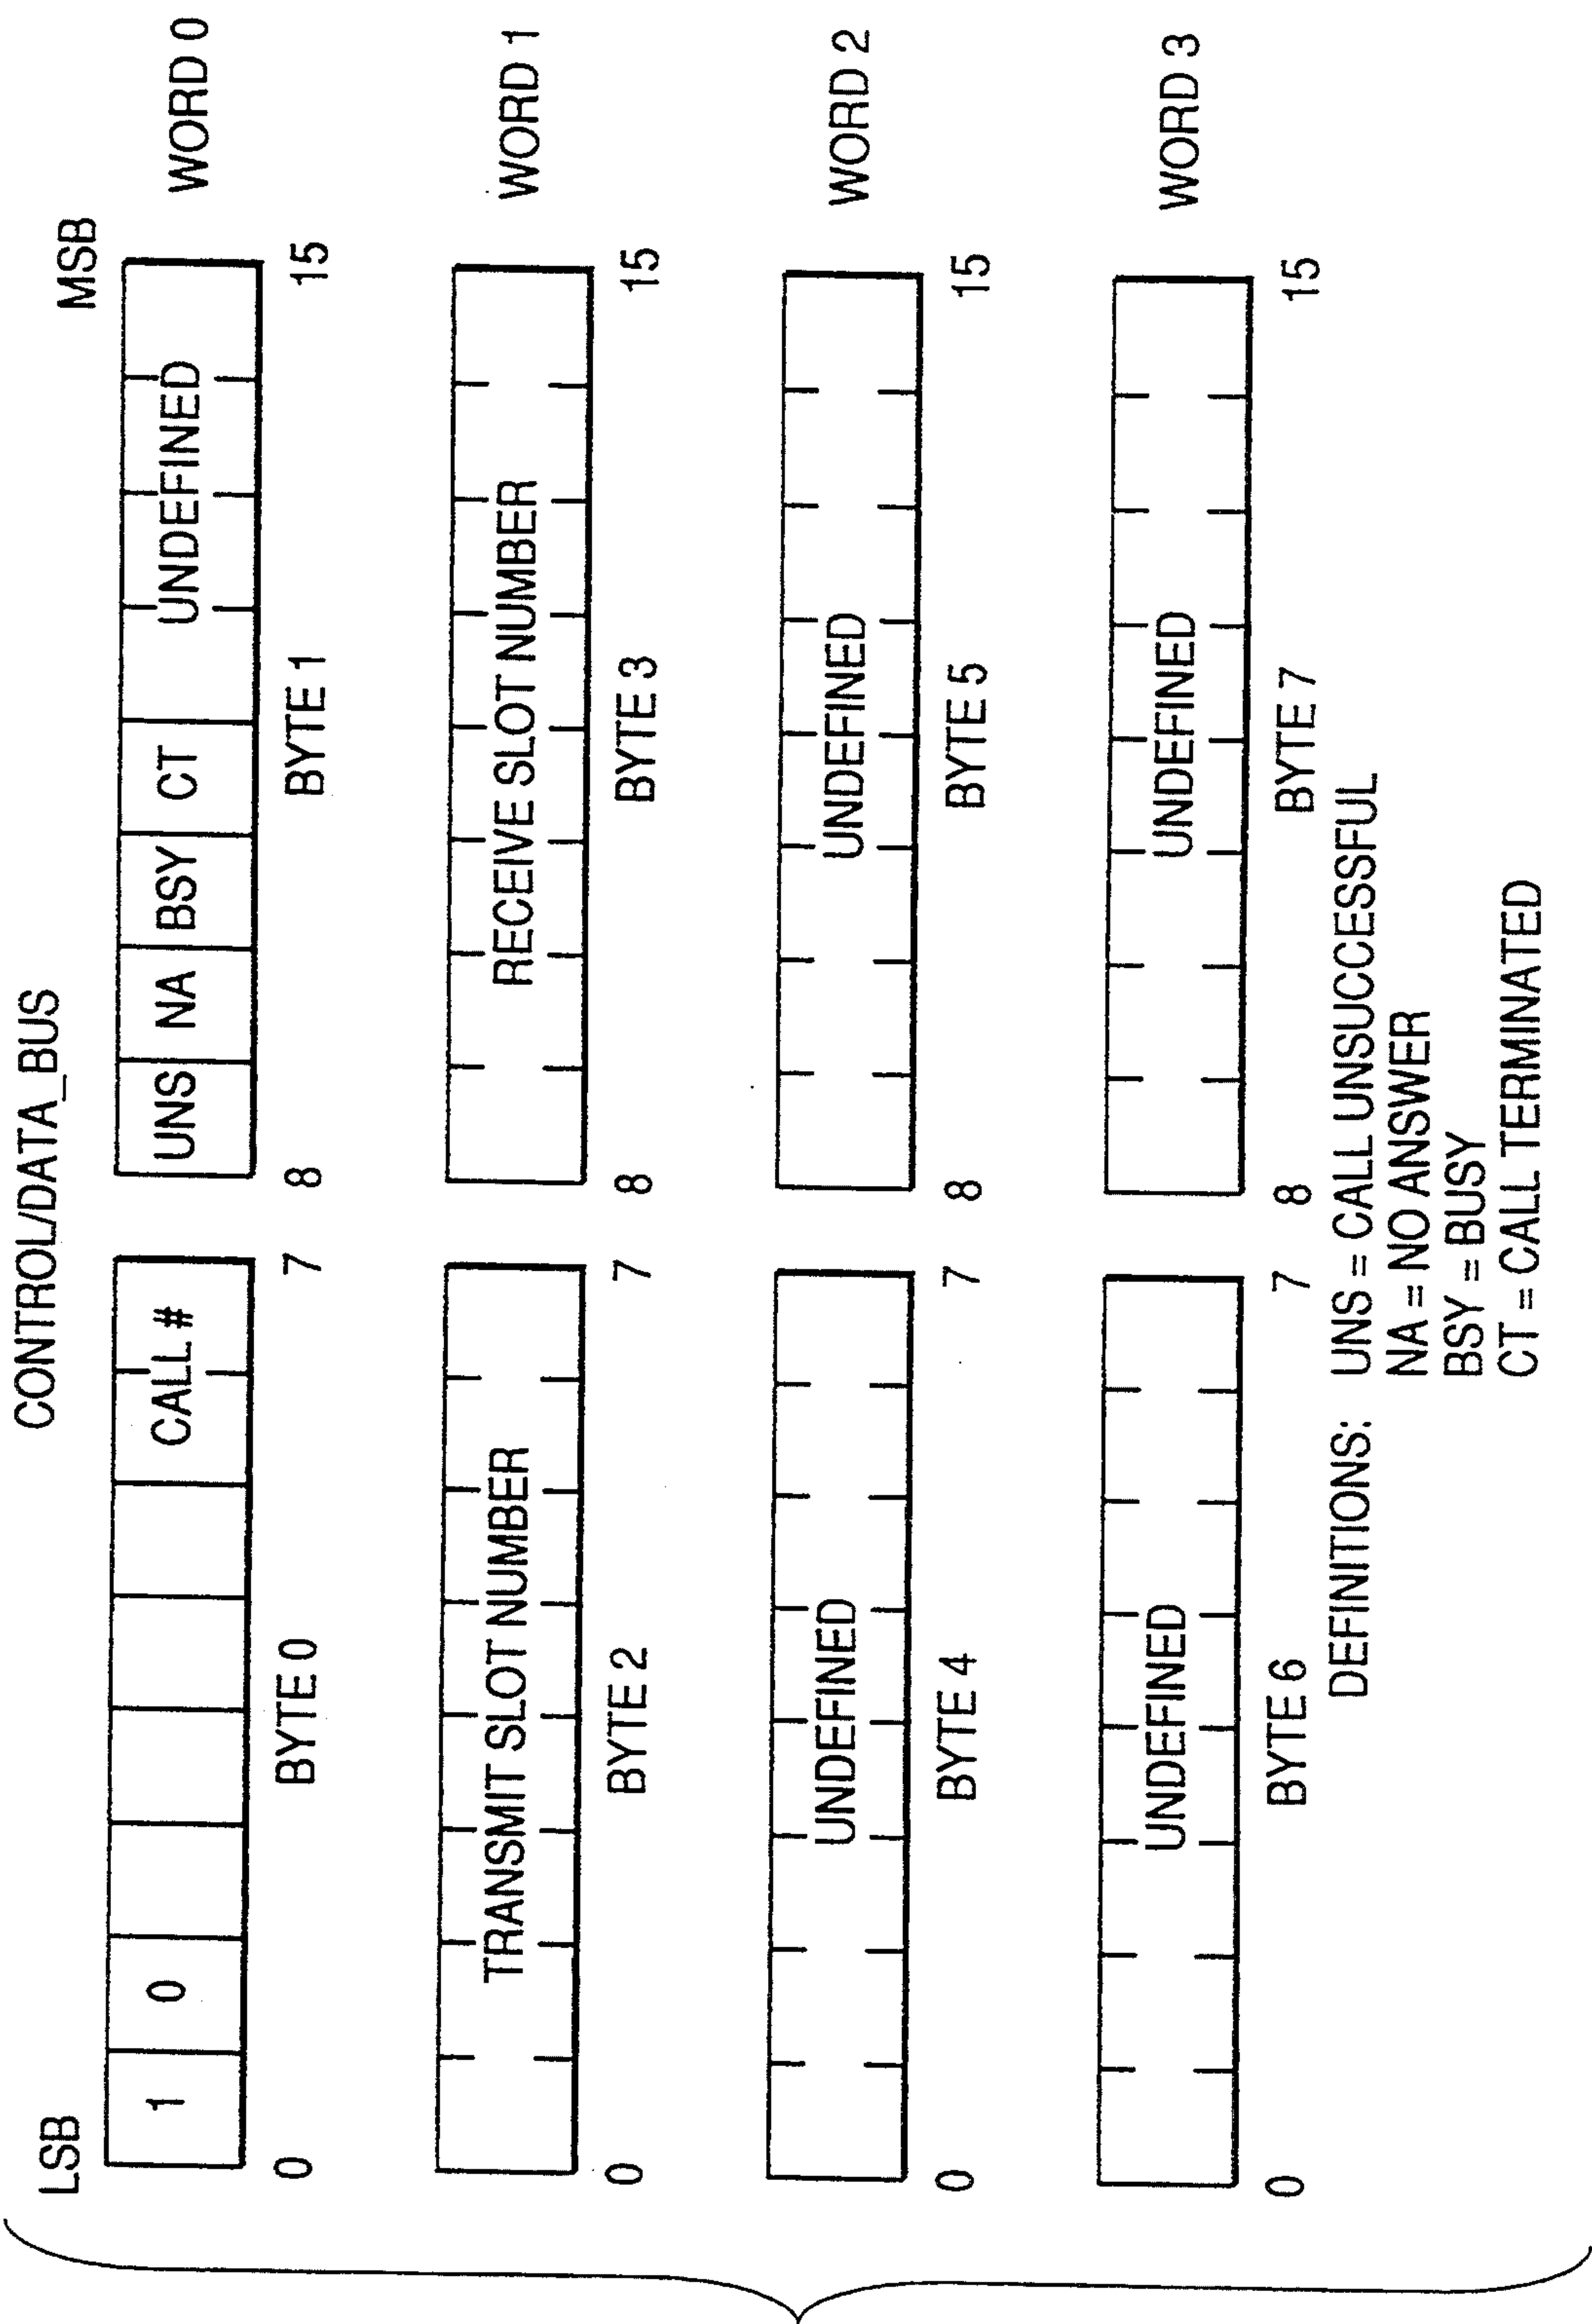 CONTROL/DATA_BUS
LSB MSB
1 0 CALL # UNS NA BSY CT UNDEFINED WORD 0
0 BYTE 0 7 8 BYTE 1 15
TRANSMIT SLOT NUMBER RECEIVE SLOT NUMBER WORD 1
0 BYTE 2 7 8 BYTE 3 15
UNDEFINED UNDEFINED WORD 2
0 BYTE 4 7 8 BYTE 5 15
UNDEFINED UNDEFINED WORD 3
0 BYTE 6 7 8 BYTE 7 15
DEFINITIONS: UNS = CALL UNSUCCESSFUL
NA = NO ANSWER
BSY = BUSY
CT = CALL TERMINATED